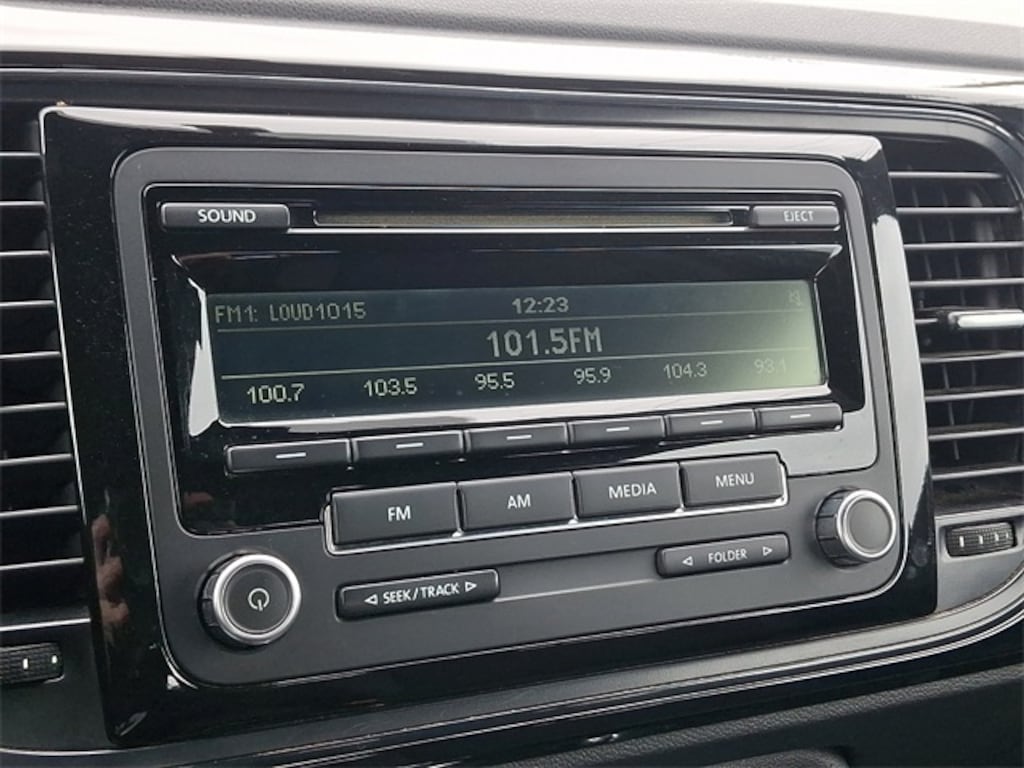 SOUND EJECT
FM1: LOUD1015 12:23
101.5FM
100.7 103.5 95.5 95.9 104.3 93.1
FM AM MEDIA MENU
◁ SEEK/TRACK ▷ ◁ FOLDER ▷